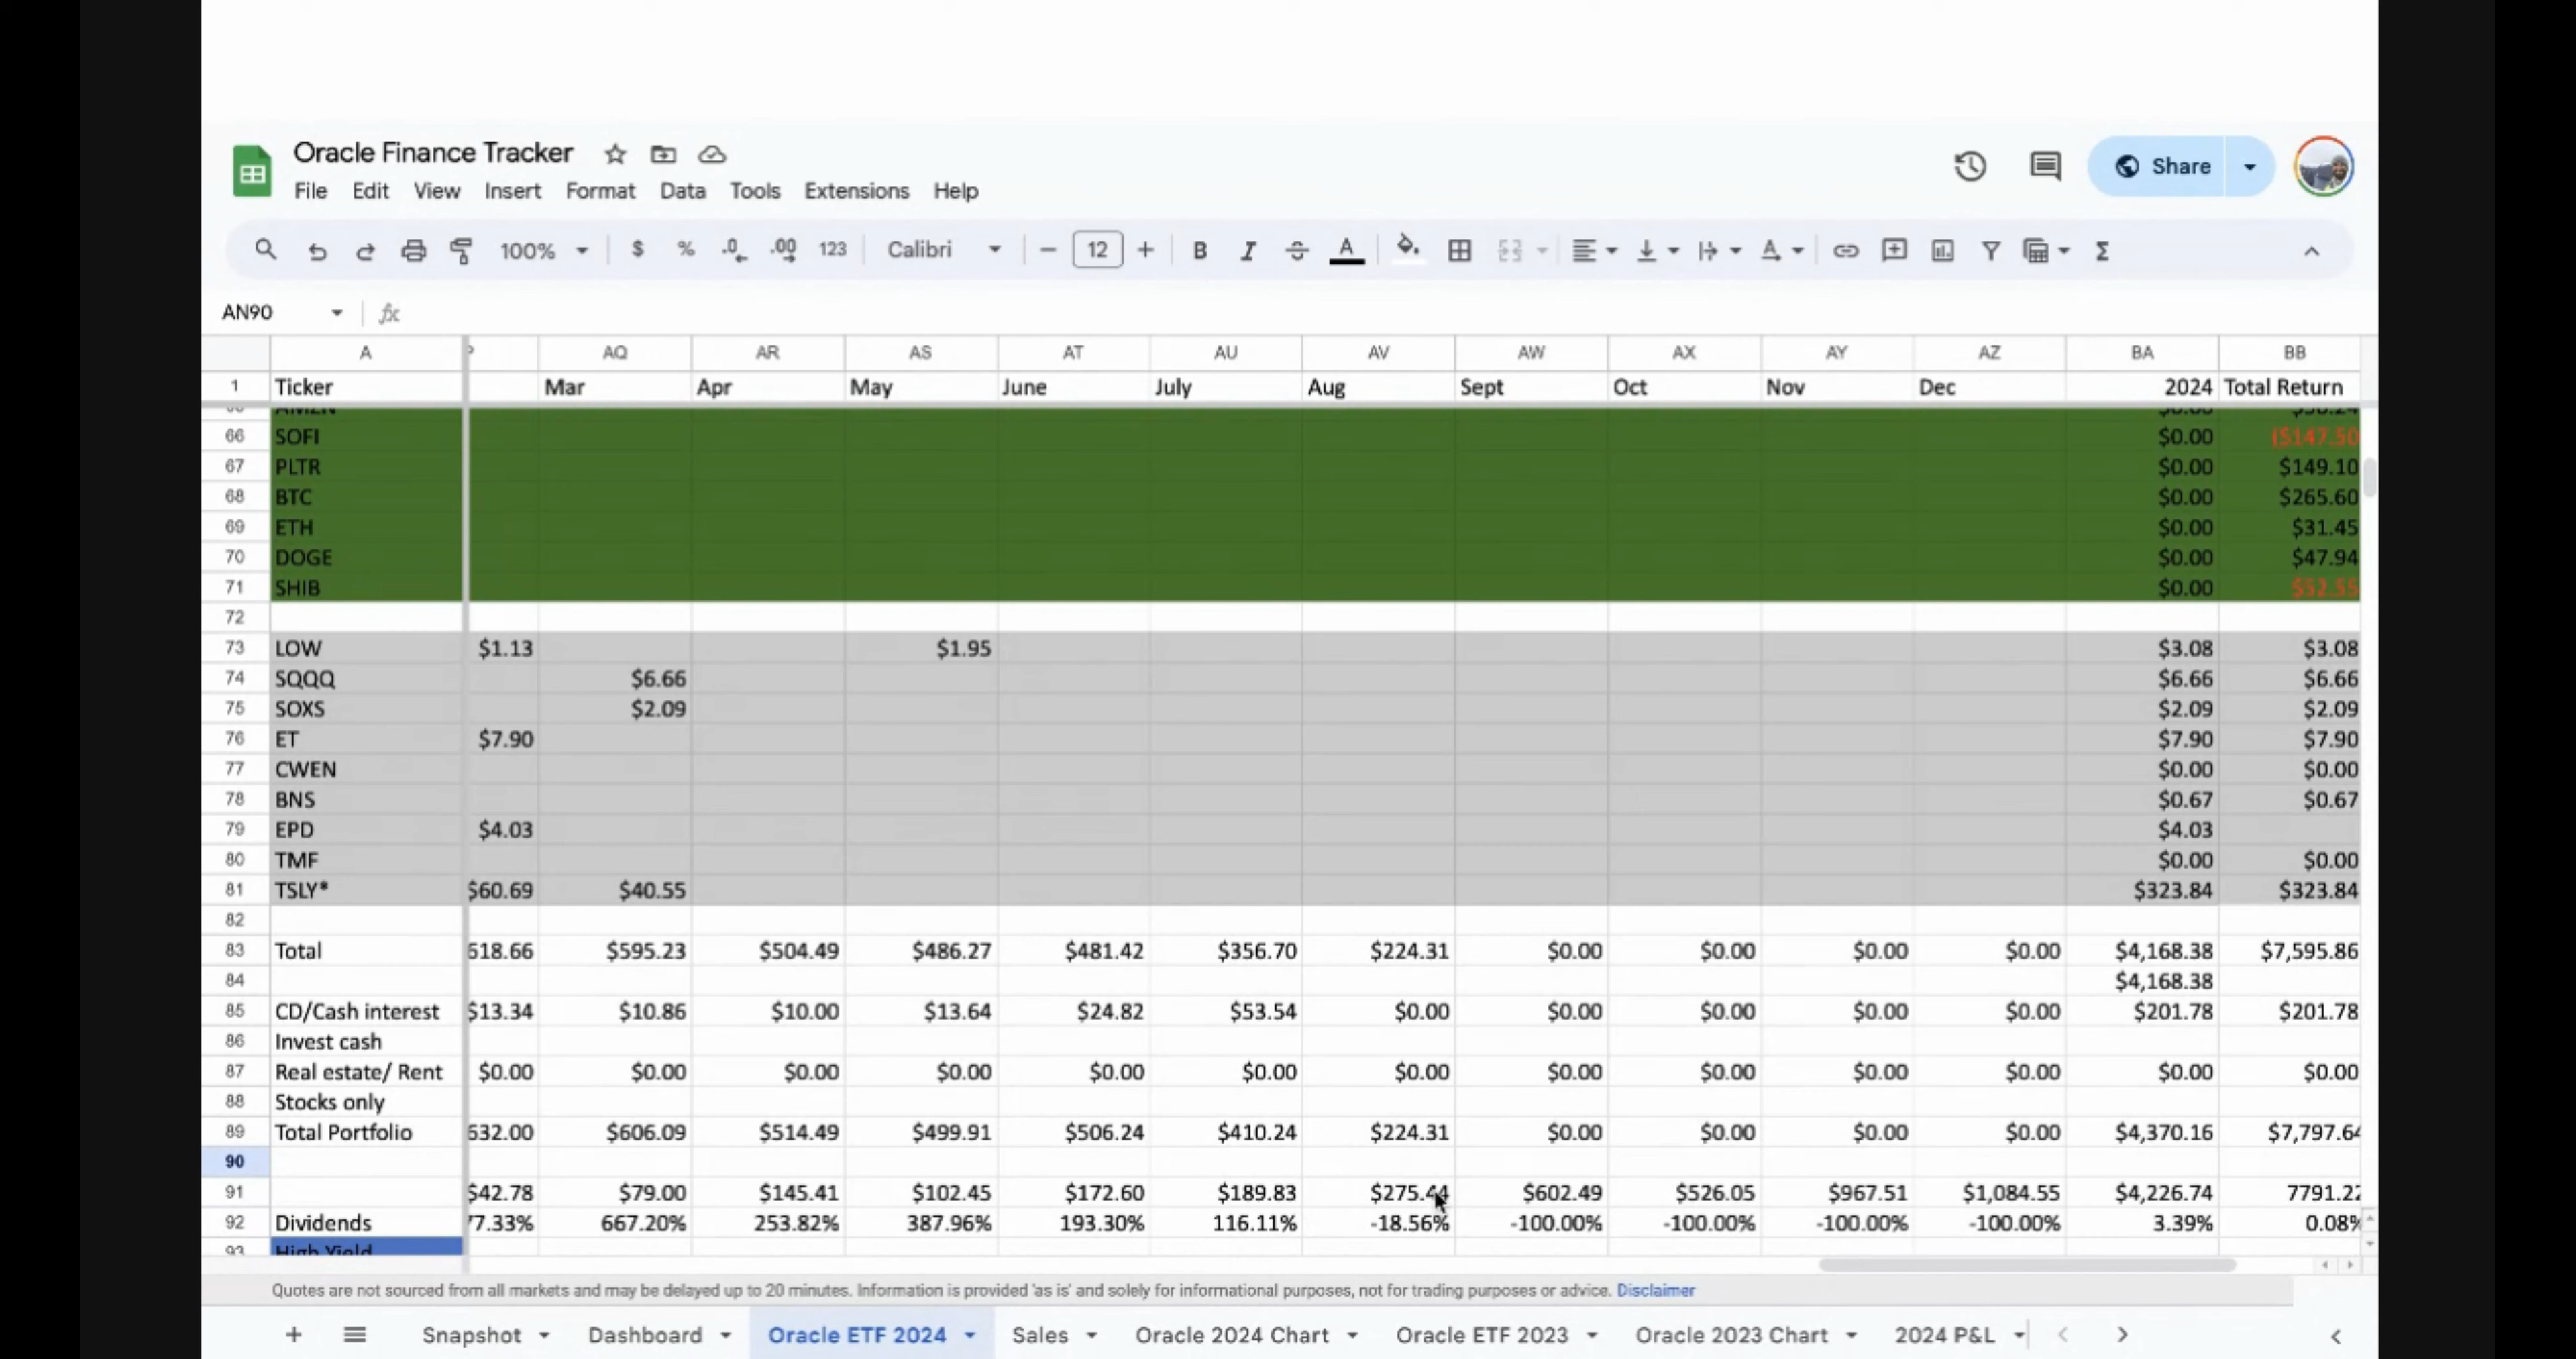 Oracle Finance Tracker
File Edit View Insert Format Data Tools Extensions Help
Share
100% $ % .0 .00 123 Calibri 12 B I A
AN90 fx
A AQ AR AS AT AU AV AW AX AY AZ BA BB
1 Ticker Mar Apr May June July Aug Sept Oct Nov Dec 2024 Total Return
66 SOFI $0.00 ($147.50
67 PLTR $0.00 $149.10
68 BTC $0.00 $265.60
69 ETH $0.00 $31.45
70 DOGE $0.00 $47.94
71 SHIB $0.00 $52.55
72
73 LOW $1.13 $1.95 $3.08 $3.08
74 SQQQ $6.66 $6.66 $6.66
75 SOXS $2.09 $2.09 $2.09
76 ET $7.90 $7.90 $7.90
77 CWEN $0.00 $0.00
78 BNS $0.67 $0.67
79 EPD $4.03 $4.03
80 TMF $0.00 $0.00
81 TSLY* $60.69 $40.55 $323.84 $323.84
82
83 Total 618.66 $595.23 $504.49 $486.27 $481.42 $356.70 $224.31 $0.00 $0.00 $0.00 $0.00 $4,168.38 $7,595.86
84 $4,168.38
85 CD/Cash interest $13.34 $10.86 $10.00 $13.64 $24.82 $53.54 $0.00 $0.00 $0.00 $0.00 $0.00 $201.78 $201.78
86 Invest cash
87 Real estate/ Rent $0.00 $0.00 $0.00 $0.00 $0.00 $0.00 $0.00 $0.00 $0.00 $0.00 $0.00 $0.00 $0.00
88 Stocks only
89 Total Portfolio 632.00 $606.09 $514.49 $499.91 $506.24 $410.24 $224.31 $0.00 $0.00 $0.00 $0.00 $4,370.16 $7,797.64
90
91 $42.78 $79.00 $145.41 $102.45 $172.60 $189.83 $275.44 $602.49 $526.05 $967.51 $1,084.55 $4,226.74 7791.22
92 Dividends 77.33% 667.20% 253.82% 387.96% 193.30% 116.11% -18.56% -100.00% -100.00% -100.00% -100.00% 3.39% 0.08%
93 High Yield
Quotes are not sourced from all markets and may be delayed up to 20 minutes. Information is provided 'as is' and solely for informational purposes, not for trading purposes or advice. Disclaimer
Snapshot Dashboard Oracle ETF 2024 Sales Oracle 2024 Chart Oracle ETF 2023 Oracle 2023 Chart 2024 P&L